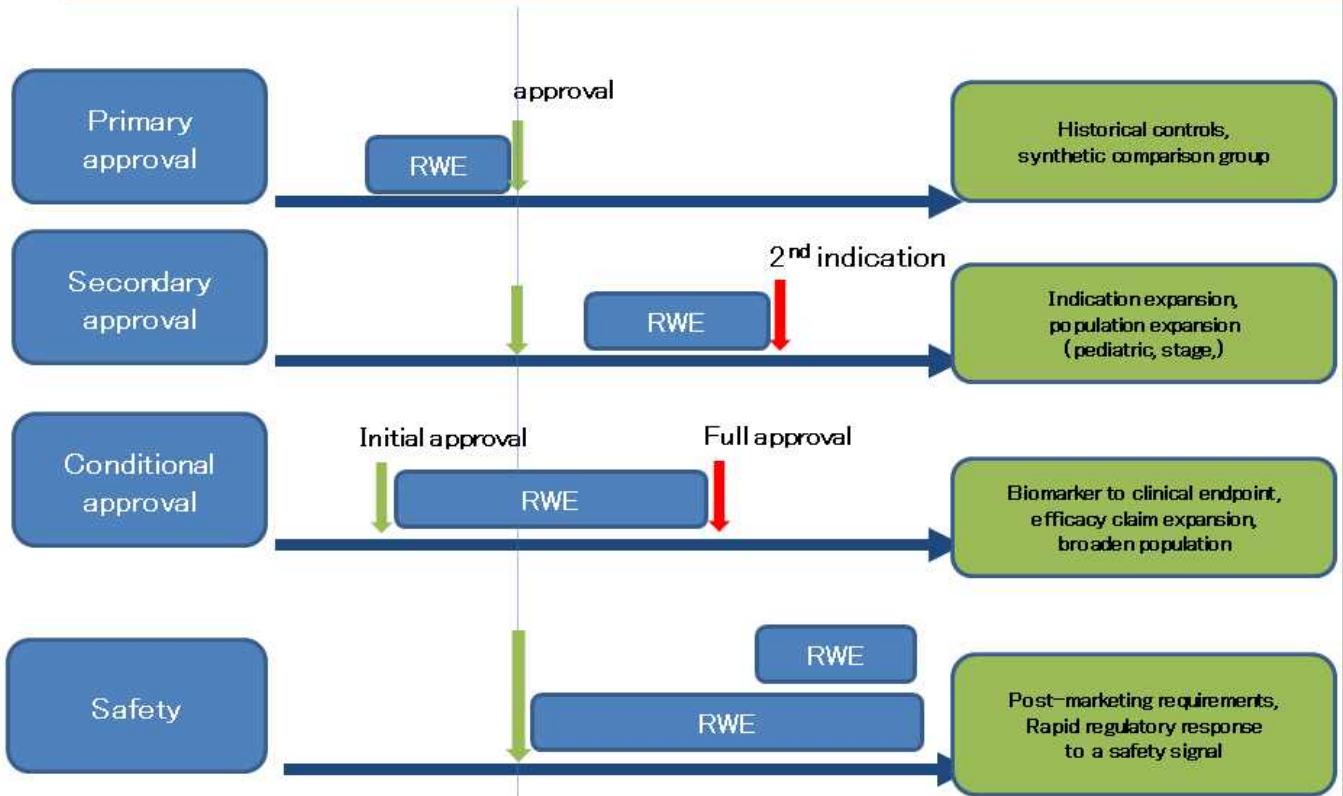 approval
Primary
approval
RWE
Historical controls,
synthetic comparison group
2nd indication
Secondary
approval
RWE
Indication expansion,
population expansion
(pediatric, stage,)
Initial approval
Full approval
Conditional
approval
RWE
Biomarker to clinical endpoint,
efficacy claim expansion,
broaden population
RWE
Safety
RWE
Post-marketing requirements,
Rapid regulatory response
to a safety signal